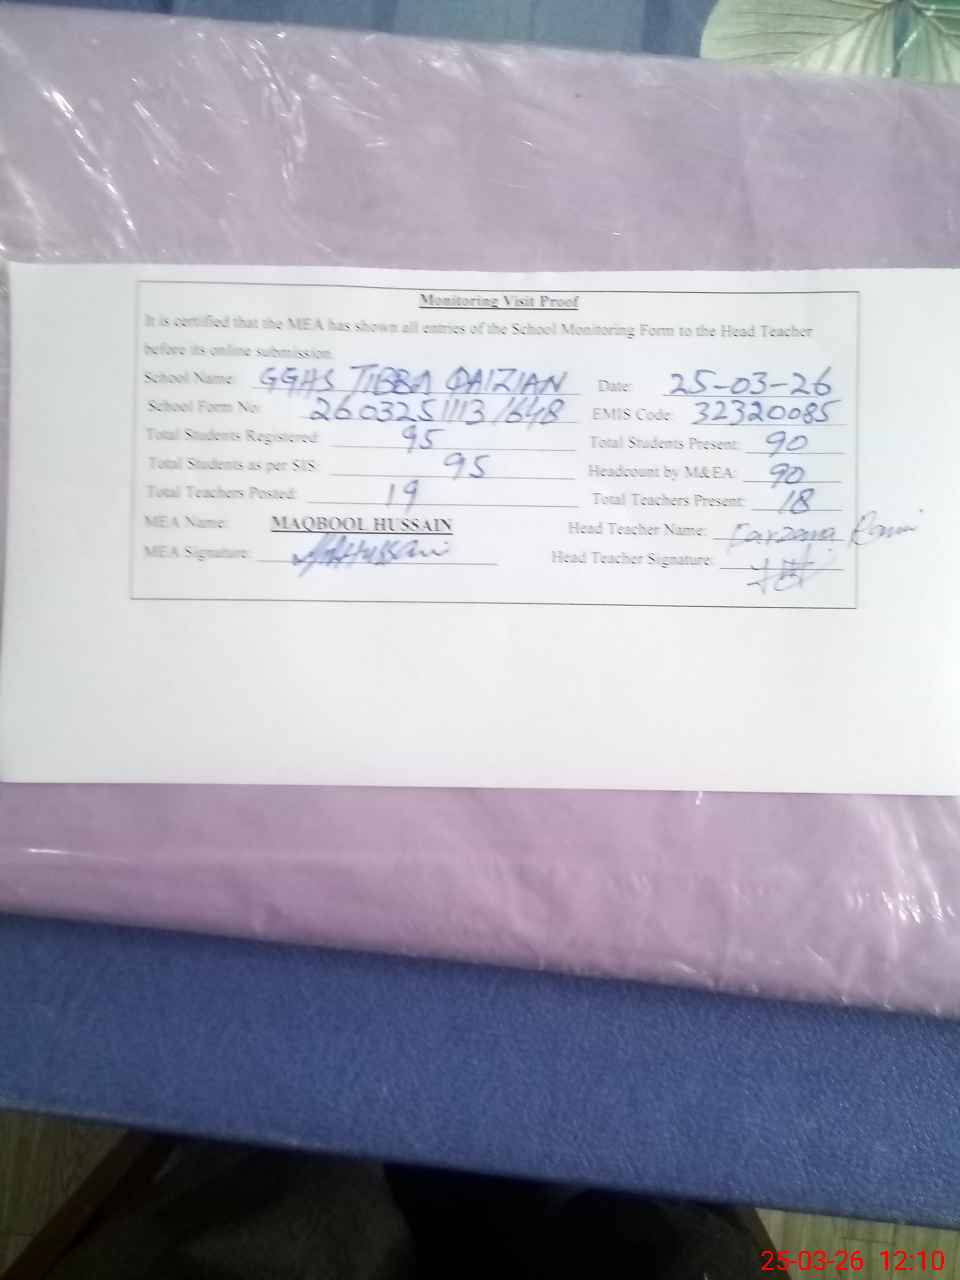 Monitoring Visit Proof
It is certified that the MEA has shown all entries of the School Monitoring Form to the Head Teacher
before its online submission.
School Name: GGHS TIBBA QAIZIAN Date: 25-03-26
School Form No: 260325111131648 EMIS Code: 32320085
Total Students Registered: 95 Total Students Present: 90
Total Students as per SIS: 95 Headcount by M&EA: 90
Total Teachers Posted: 19 Total Teachers Present: 18
MEA Name: MAQBOOL HUSSAIN Head Teacher Name: Farzana
MEA Signature: Head Teacher Signature:
25-03-26 12:10